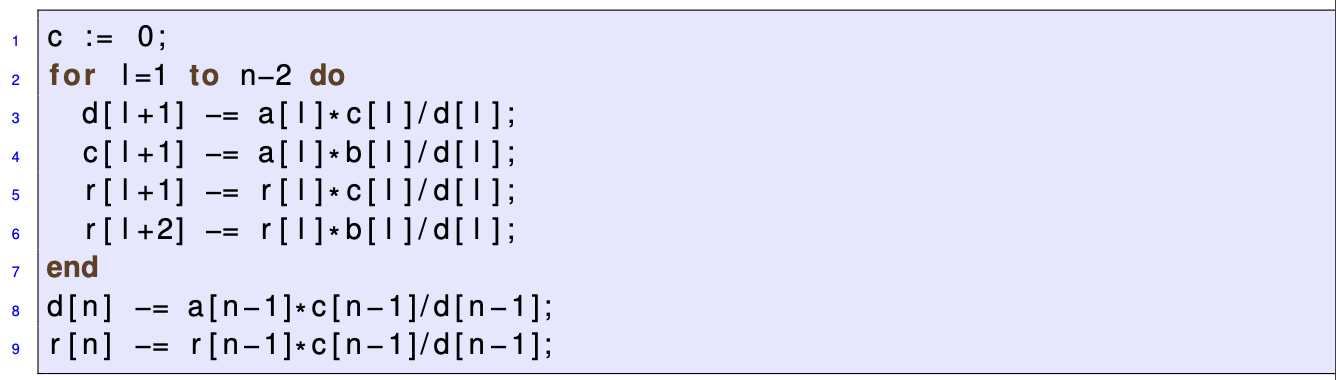 1 c := 0;
2 for l=1 to n−2 do
3 d[l+1] −= a[l]*c[l]/d[l];
4 c[l+1] −= a[l]*b[l]/d[l];
5 r[l+1] −= r[l]*c[l]/d[l];
6 r[l+2] −= r[l]*b[l]/d[l];
7 end
8 d[n] −= a[n−1]*c[n−1]/d[n−1];
9 r[n] −= r[n−1]*c[n−1]/d[n−1];